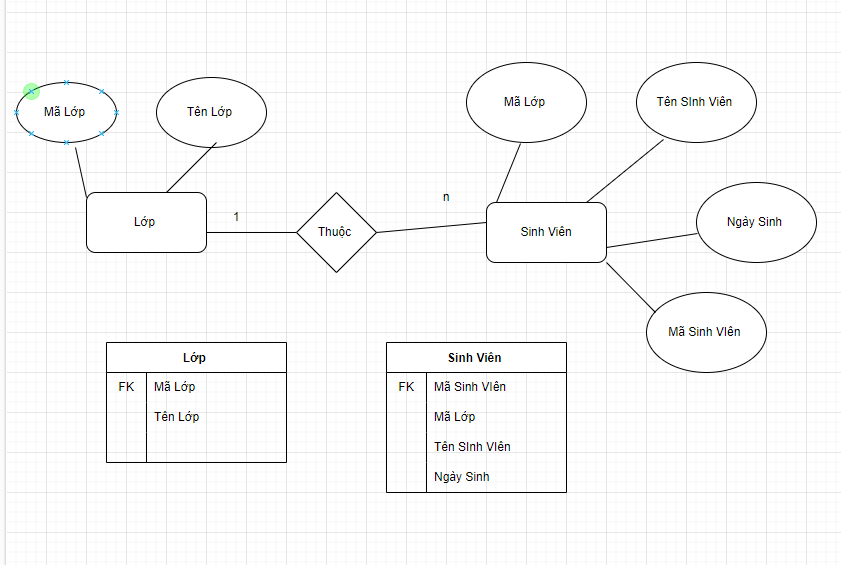 Mã Lớp
Tên Lớp
Mã Lớp
Tên SInh Viên
Lớp
1
Thuộc
n
Sinh Viên
Ngày Sinh
Mã Sinh VIên
Lớp
FK Mã Lớp
Tên Lớp
Sinh Viên
FK Mã Sinh VIên
Mã Lớp
Tên SInh VIên
Ngày Sinh